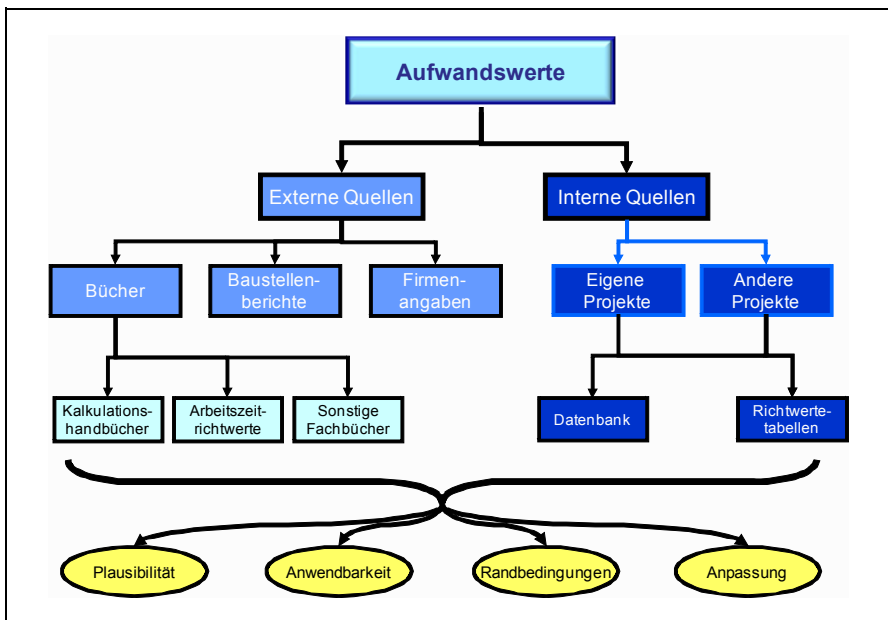 Aufwandswerte
Externe Quellen
Interne Quellen
Bücher
Baustellen-
berichte
Firmen-
angaben
Eigene
Projekte
Andere
Projekte
Kalkulations-
handbücher
Arbeitszeit-
richtwerte
Sonstige
Fachbücher
Datenbank
Richtwerte-
tabellen
Plausibilität
Anwendbarkeit
Randbedingungen
Anpassung